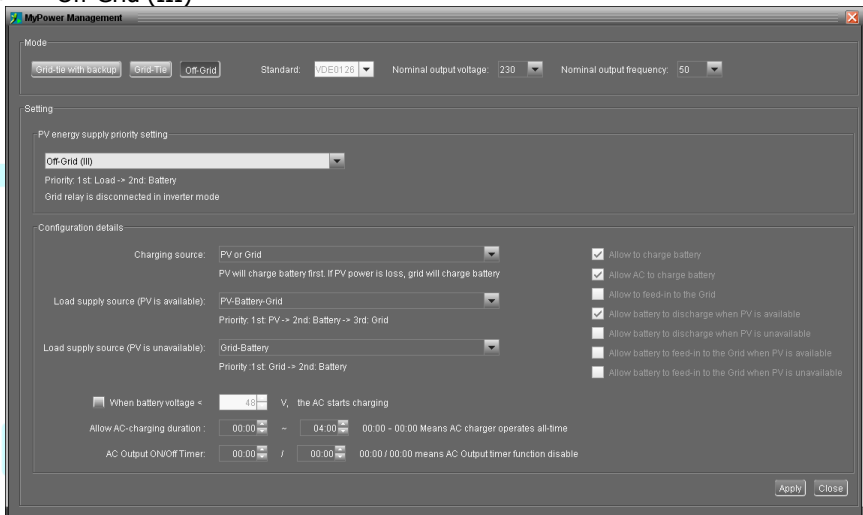 Off-Grid (III)
MyPower Management
Mode
Grid-tie with backup Grid-Tie Off-Grid Standard: VDE0126 Nominal output voltage: 230 Nominal output frequency: 50
Setting
PV energy supply priority setting
Off-Grid (III)
Priority: 1st: Load -> 2nd: Battery
Grid relay is disconnected in inverter mode
Configuration details
Charging source: PV or Grid
PV will charge battery first. If PV power is loss, grid will charge battery
Load supply source (PV is available): PV-Battery-Grid
Priority: 1st: PV -> 2nd: Battery -> 3rd: Grid
Load supply source (PV is unavailable): Grid-Battery
Priority :1st: Grid -> 2nd: Battery
Allow to charge battery
Allow AC to charge battery
Allow to feed-in to the Grid
Allow battery to discharge when PV is available
Allow battery to discharge when PV is unavailable
Allow battery to feed-in to the Grid when PV is available
Allow battery to feed-in to the Grid when PV is unavailable
When battery voltage < 48 V, the AC starts charging
Allow AC-charging duration : 00:00 – 04:00 00:00 - 00:00 Means AC charger operates all-time
AC Output ON/Off Timer: 00:00 / 00:00 00:00 / 00:00 means AC Output timer function disable
Apply Close